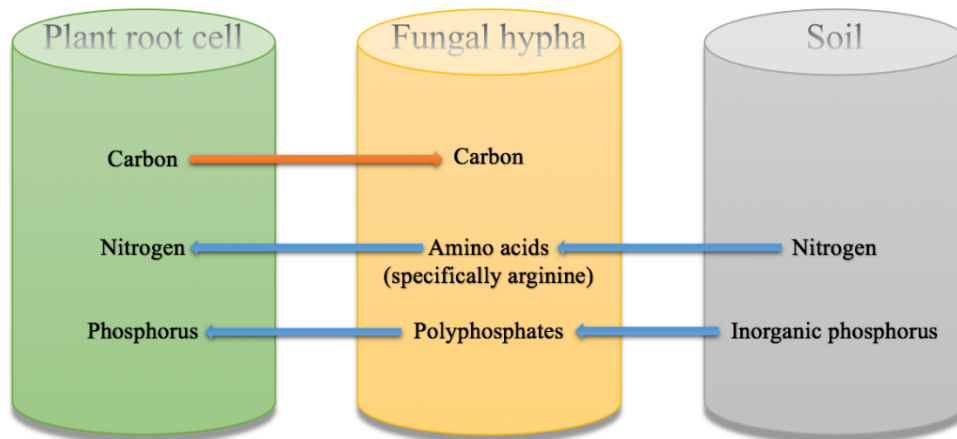 Plant root cell
Fungal hypha
Soil
Carbon
Carbon
Nitrogen
Amino acids
(specifically arginine)
Nitrogen
Phosphorus
Polyphosphates
Inorganic phosphorus